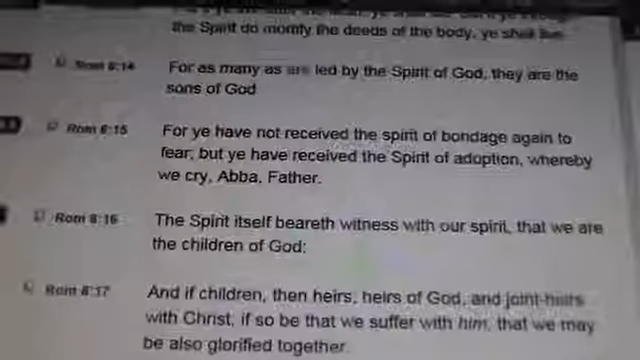 the Spirit do mortify the deeds of the body, ye shall live.
Rom 8:14 For as many as are led by the Spirit of God, they are the
sons of God
Rom 8:15 For ye have not received the spirit of bondage again to
fear; but ye have received the Spirit of adoption, whereby
we cry, Abba, Father.
Rom 8:16 The Spirit itself beareth witness with our spirit, that we are
the children of God:
Rom 8:17 And if children, then heirs; heirs of God, and joint-heirs
with Christ; if so be that we suffer with him, that we may
be also glorified together.